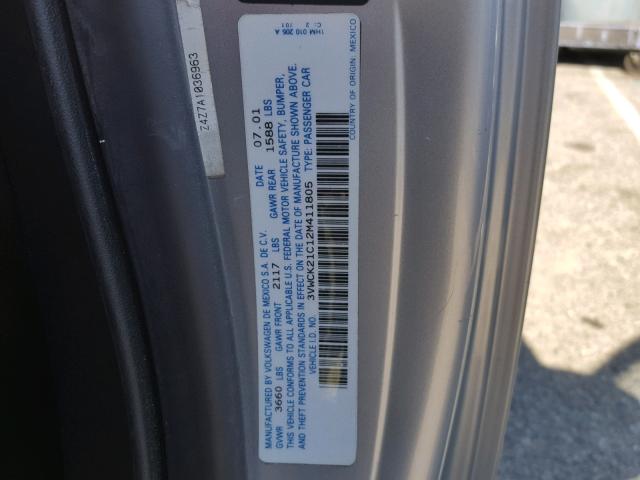 Z4Z7A1036963
1HM 010 205 A
C: 2 /01
MANUFACTURED BY VOLKSWAGEN DE MEXICO S.A. DE C.V. DATE 07.01
GVWR 3660 LBS GAWR FRONT 2117 LBS GAWR REAR 1588 LBS
THIS VEHICLE CONFORMS TO ALL APPLICABLE U.S. FEDERAL MOTOR VEHICLE SAFETY, BUMPER,
AND THEFT PREVENTION STANDARDS IN EFFECT ON THE DATE OF MANUFACTURE SHOWN ABOVE.
VEHICLE I.D. NO. 3VWCK21C12M411805 TYPE: PASSENGER CAR
COUNTRY OF ORIGIN: MEXICO